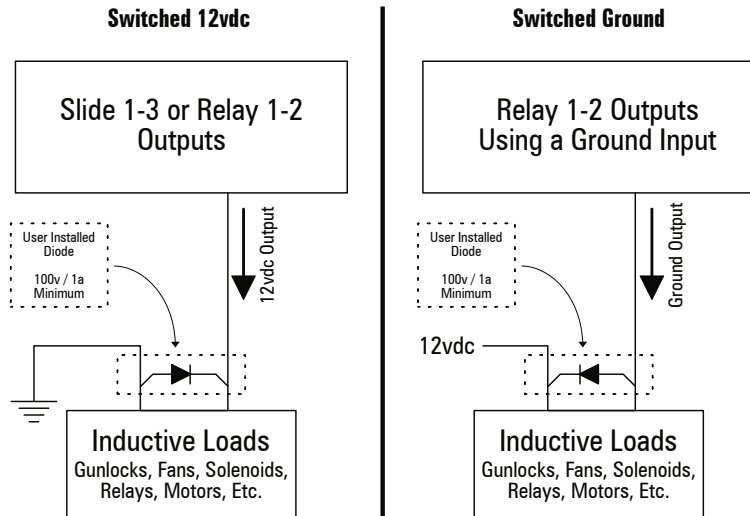 Switched 12vdc
Slide 1-3 or Relay 1-2
Outputs
User Installed
Diode
100v / 1a
Minimum
12vdc Output
Inductive Loads
Gunlocks, Fans, Solenoids,
Relays, Motors, Etc.
Switched Ground
Relay 1-2 Outputs
Using a Ground Input
User Installed
Diode
100v / 1a
Minimum
Ground Output
12vdc
Inductive Loads
Gunlocks, Fans, Solenoids,
Relays, Motors, Etc.